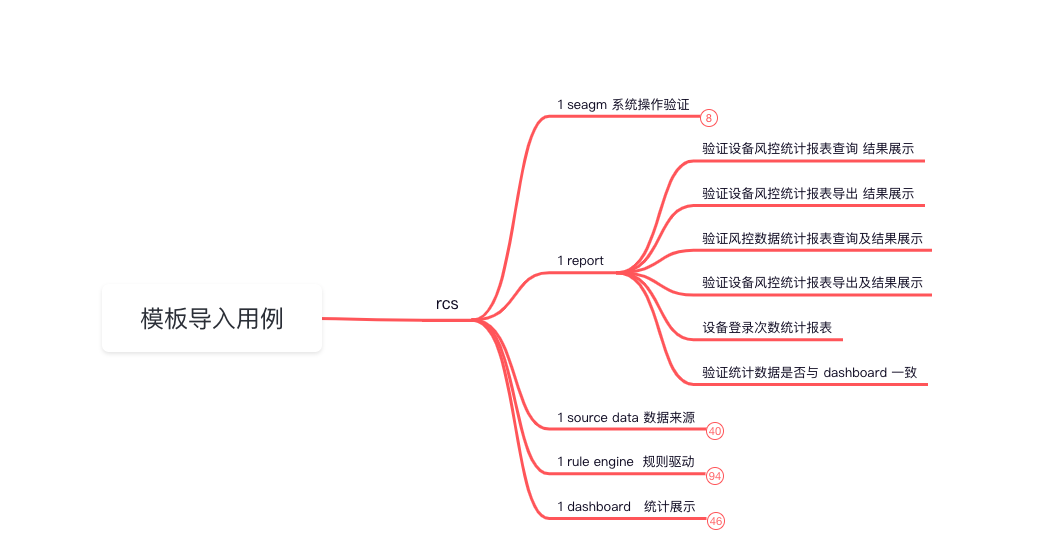 模板导入用例
rcs
1 seagm 系统操作验证
8
1 report
验证设备风控统计报表查询 结果展示
验证设备风控统计报表导出 结果展示
验证风控数据统计报表查询及结果展示
验证设备风控统计报表导出及结果展示
设备登录次数统计报表
验证统计数据是否与 dashboard 一致
1 source data 数据来源
40
1 rule engine 规则驱动
94
1 dashboard 统计展示
46